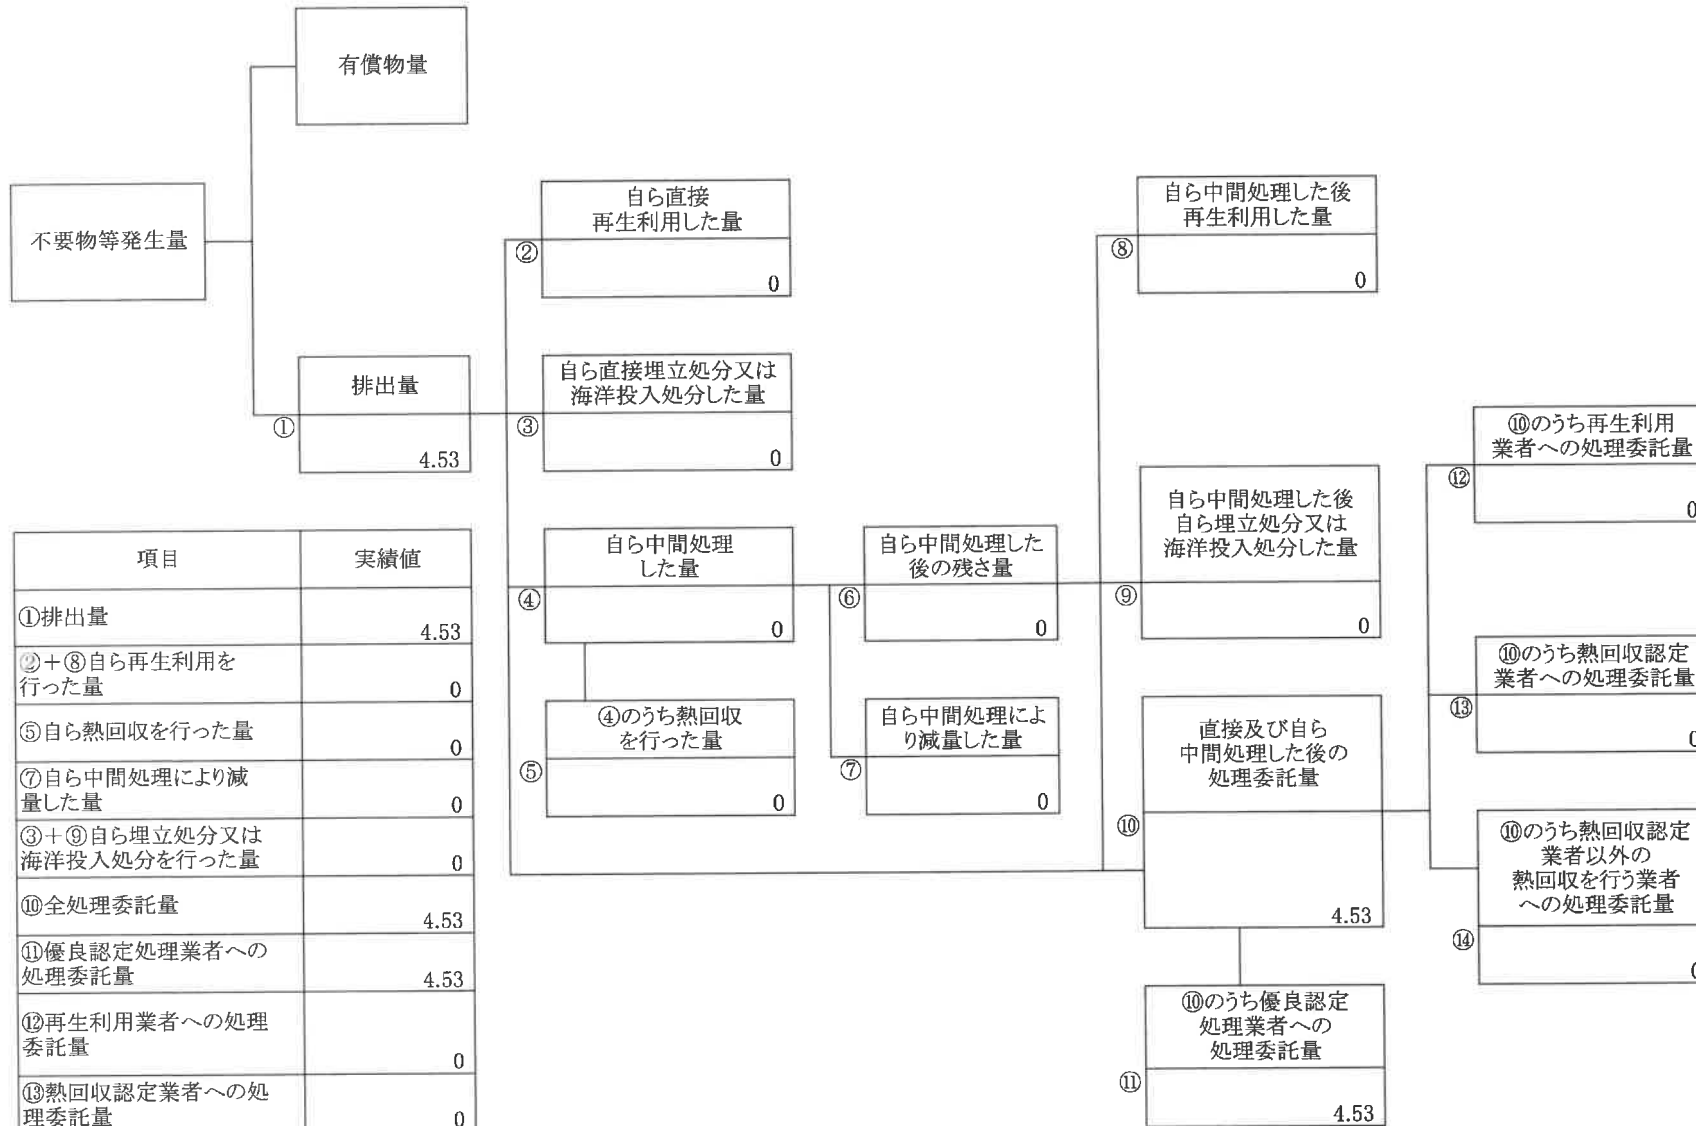 有償物量
不要物等発生量
排出量
①
4.53
自ら直接
再生利用した量
②
0
自ら直接埋立処分又は
海洋投入処分した量
③
0
自ら中間処理
した量
④
0
④のうち熱回収
を行った量
⑤
0
自ら中間処理した
後の残さ量
⑥
0
自ら中間処理によ
り減量した量
⑦
0
自ら中間処理した後
再生利用した量
⑧
0
自ら中間処理した後
自ら埋立処分又は
海洋投入処分した量
⑨
0
直接及び自ら
中間処理した後の
処理委託量
⑩
4.53
⑩のうち優良認定
処理業者への
処理委託量
⑪
4.53
⑩のうち再生利用
業者への処理委託量
⑫
0
⑩のうち熱回収認定
業者への処理委託量
⑬
0
⑩のうち熱回収認定
業者以外の
熱回収を行う業者
への処理委託量
⑭
0
項目 実績値
①排出量
4.53
②+⑧自ら再生利用を
行った量 0
⑤自ら熱回収を行った量
0
⑦自ら中間処理により減
量した量 0
③+⑨自ら埋立処分又は
海洋投入処分を行った量 0
⑩全処理委託量
4.53
⑪優良認定処理業者への
処理委託量 4.53
⑫再生利用業者への処理
委託量 0
⑬熱回収認定業者への処
理委託量 0